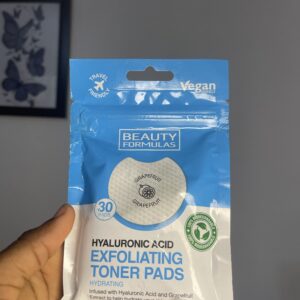 TRAVEL
FRIENDLY
Vegan
BEAUTY
FORMULAS
GRAPEFRUIT
GRAPEFRUIT
30
PADS
HYALURONIC ACID
EXFOLIATING
TONER PADS
HYDRATING
Infused with Hyaluronic Acid and Grapefruit